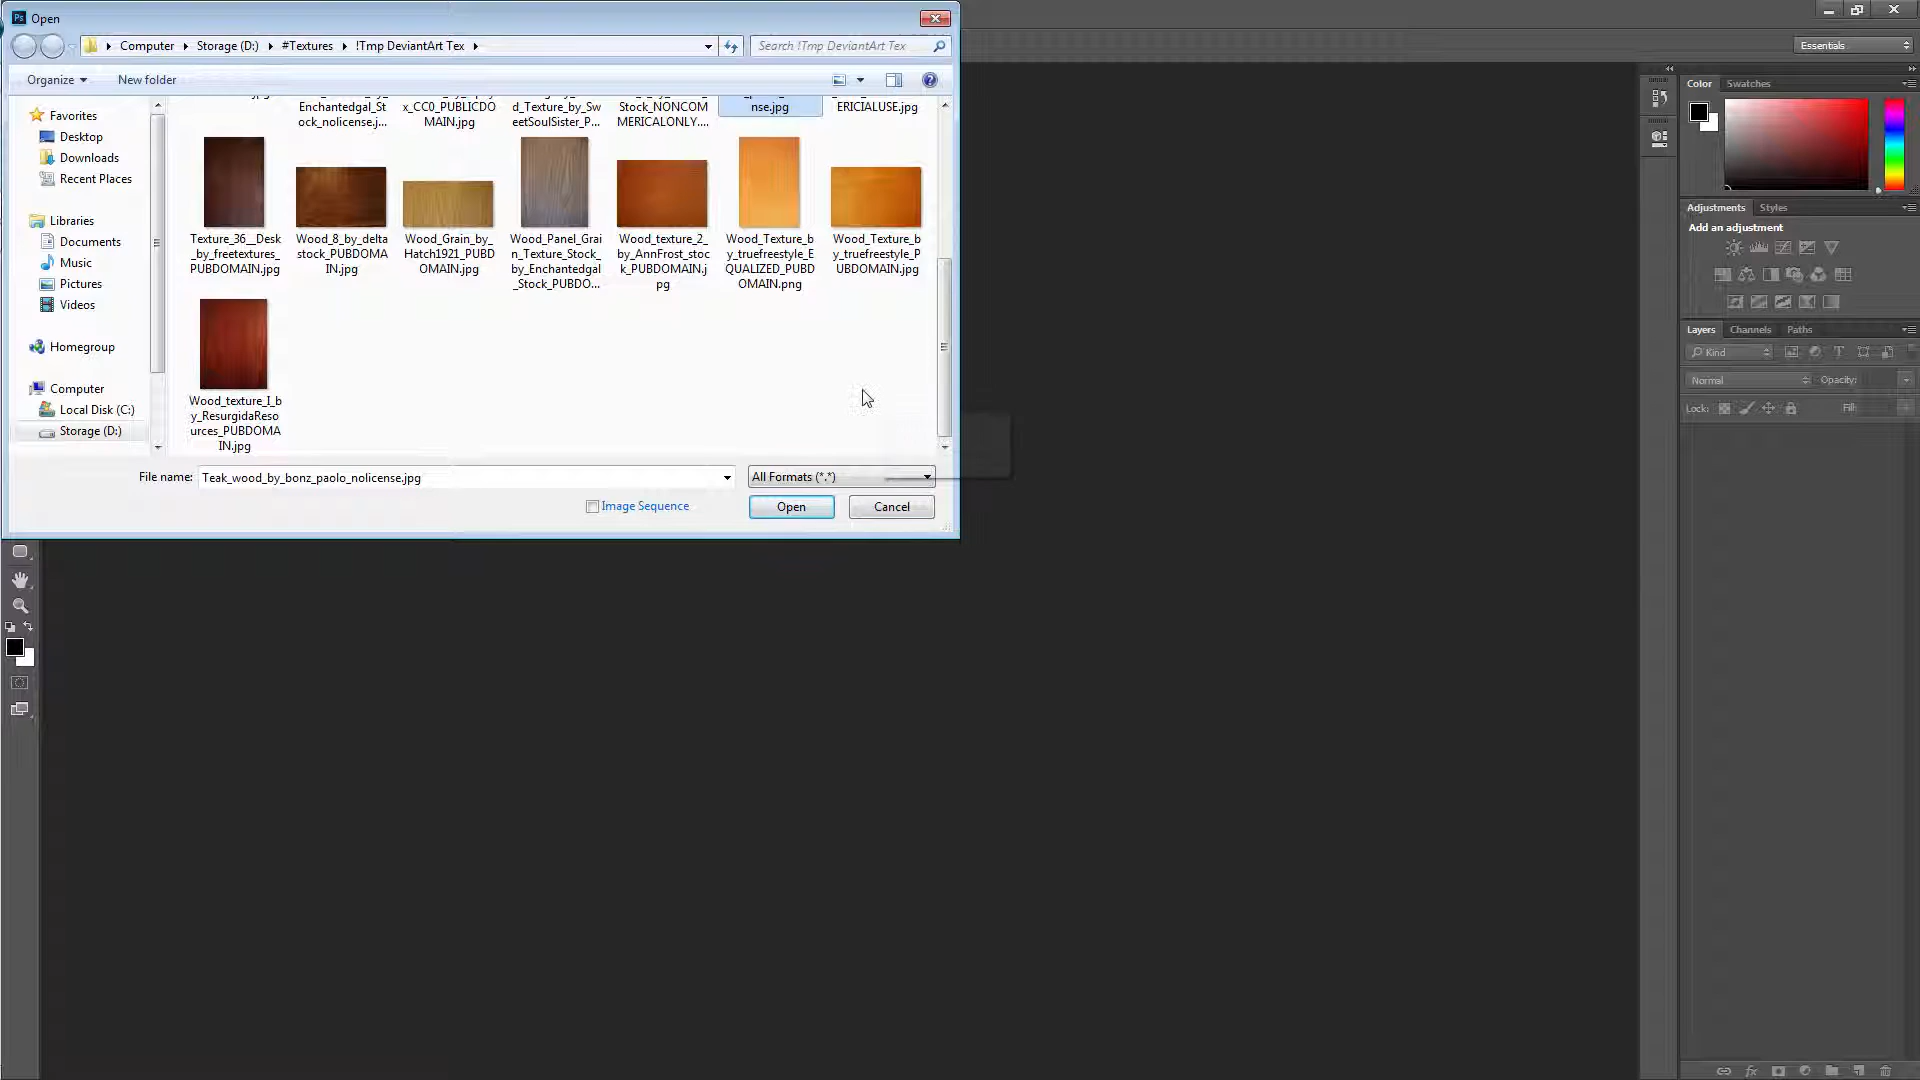 Ps Open
Computer Storage (D:) #Textures !Tmp DeviantArt Tex Search !Tmp DeviantArt Tex
Essentials
Organize New folder
Color Swatches
Favorites
Desktop
Downloads
Recent Places
Libraries
Documents
Music
Pictures
Videos
Homegroup
Computer
Local Disk (C:)
Storage (D:)
Enchantedgal_St
ock_nolicense.j...
x_CC0_PUBLICDO
MAIN.jpg
d_Texture_by_Sw
eetSoulSister_P...
Stock_NONCOM
MERICALONLY....
nse.jpg
ERICIALUSE.jpg
Texture_36__Desk
_by_freetextures_
PUBDOMAIN.jpg
Wood_8_by_delta
stock_PUBDOMA
IN.jpg
Wood_Grain_by_
Hatch1921_PUBD
OMAIN.jpg
Wood_Panel_Grai
n_Texture_Stock_
by_Enchantedgal
_Stock_PUBDO...
Wood_texture_2_
by_AnnFrost_stoc
k_PUBDOMAIN.j
pg
Wood_Texture_b
y_truefreestyle_E
QUALIZED_PUBD
OMAIN.png
Wood_Texture_b
y_truefreestyle_P
UBDOMAIN.jpg
Wood_texture_I_b
y_ResurgidaReso
urces_PUBDOMA
IN.jpg
File name: Teak_wood_by_bonz_paolo_nolicense.jpg All Formats (*.*)
Image Sequence Open Cancel
Adjustments Styles
Add an adjustment
Layers Channels Paths
Kind
Normal Opacity:
Lock: Fill: